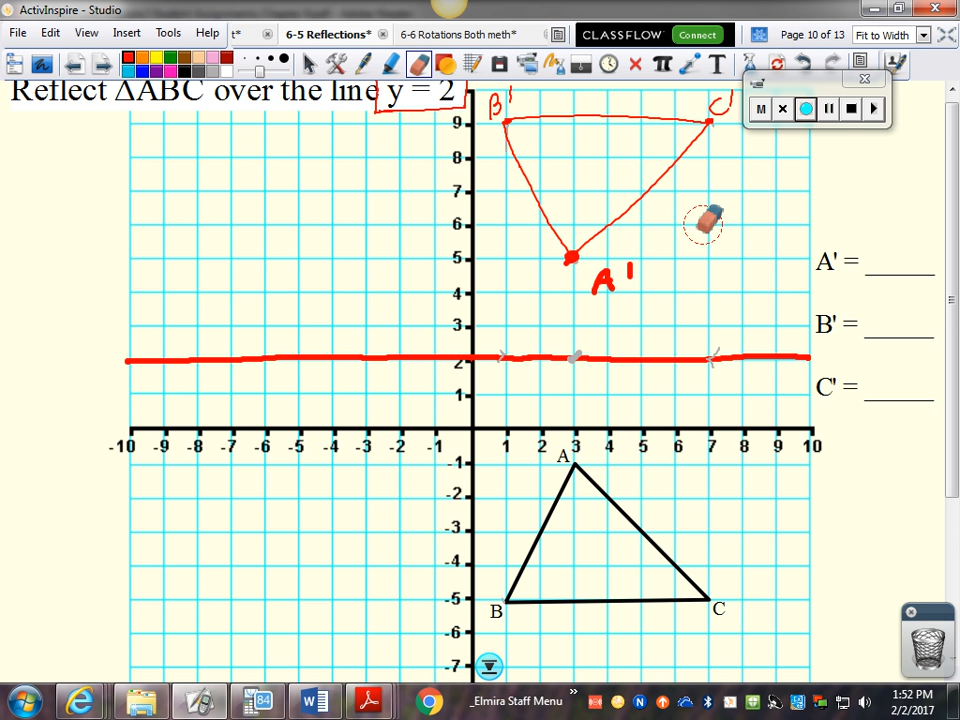 ActivInspire - Studio
File Edit View Insert Tools Help t* 6-5 Reflections* 6-6 Rotations Both meth* CLASSFLOW Connect Page 10 of 13 Fit to Width
π T
M
Reflect ΔABC over the line y = 2
B' C'
9
8
7
6
5
A'
4
3
2
1
-10 -9 -8 -7 -6 -5 -4 -3 -2 -1 1 2 3 4 5 6 7 8 9 10
A
-1
-2
-3
-4
-5
B C
-6
-7
A' = ______
B' = ______
C' = ______
84 _Elmira Staff Menu » 1:52 PM
2/2/2017